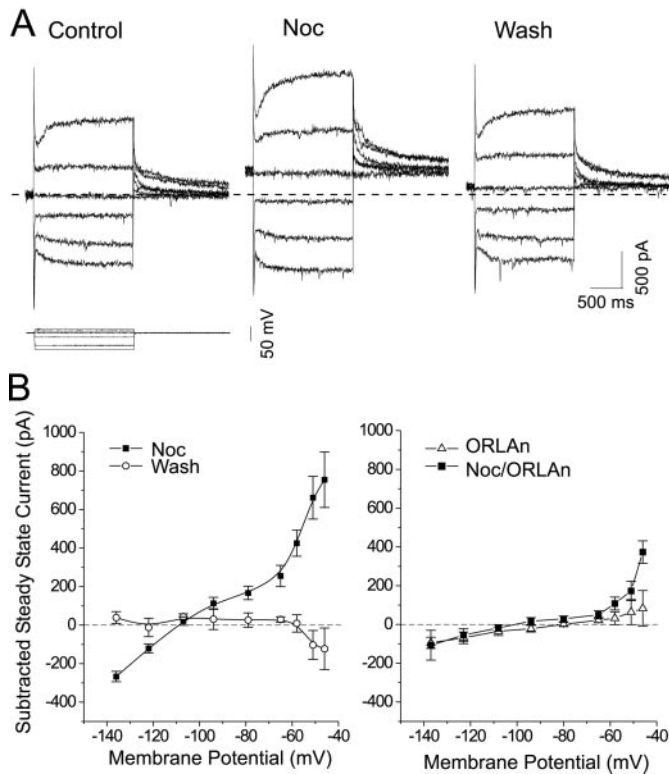 A
Control
Noc
Wash
500 pA
500 ms
50 mV
B
Subtracted Steady State Current (pA)
1000
800
600
400
200
0
-200
-400
Noc
Wash
-140 -120 -100 -80 -60 -40
Membrane Potential (mV)
1000
800
600
400
200
0
-200
-400
ORLAn
Noc/ORLAn
-140 -120 -100 -80 -60 -40
Membrane Potential (mV)